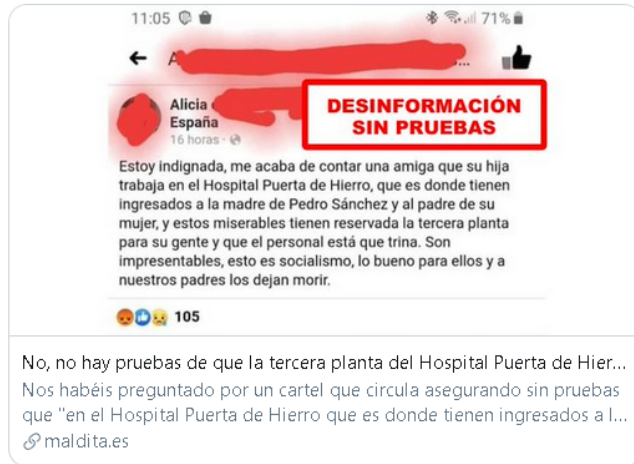 11:05 71%
A ...
Alicia
España
16 horas ·
DESINFORMACIÓN
SIN PRUEBAS
Estoy indignada, me acaba de contar una amiga que su hija
trabaja en el Hospital Puerta de Hierro, que es donde tienen
ingresados a la madre de Pedro Sánchez y al padre de su
mujer, y estos miserables tienen reservada la tercera planta
para su gente y que el personal está que trina. Son
impresentables, esto es socialismo, lo bueno para ellos y a
nuestros padres los dejan morir.
105
No, no hay pruebas de que la tercera planta del Hospital Puerta de Hier...
Nos habéis preguntado por un cartel que circula asegurando sin pruebas
que "en el Hospital Puerta de Hierro que es donde tienen ingresados a l...
maldita.es